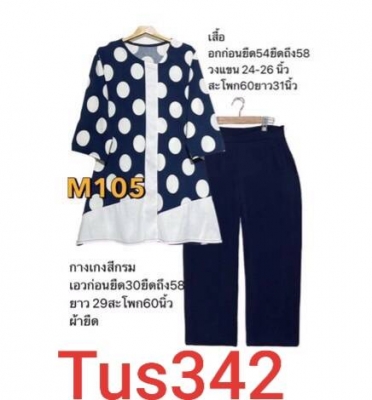 เสื้อ
อกก่อนยืด54ยืดถึง58
วงแขน 24-26 นิ้ว
สะโพก60ยาว31นิ้ว
M105
กางเกงสีกรม
เอวก่อนยืด30ยืดถึง58
ยาว 29สะโพก60นิ้ว
ผ้ายืด
Tus342